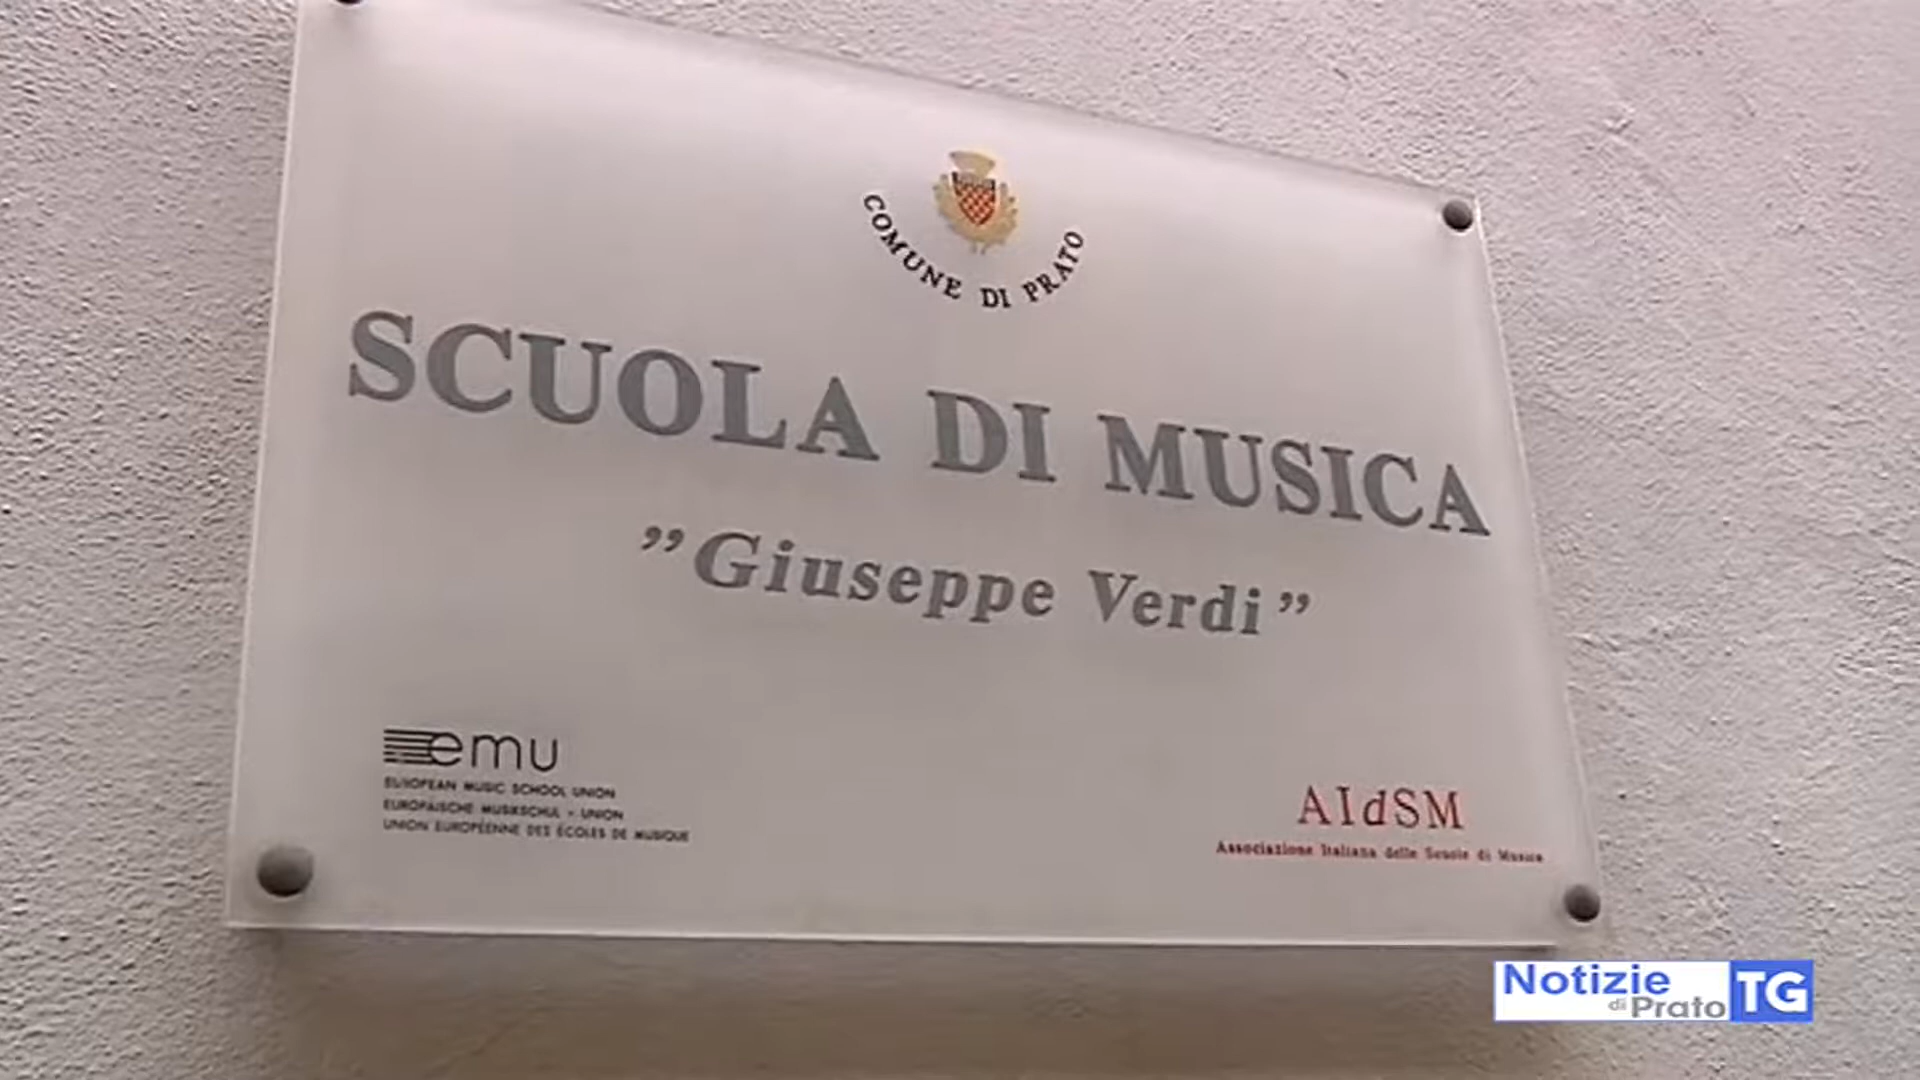 COMUNE DI PRATO
SCUOLA DI MUSICA
”Giuseppe Verdi”
emu
EUROPEAN MUSIC SCHOOL UNION
EUROPÄISCHE MUSIKSCHUL - UNION
UNION EUROPÉENNE DES ÉCOLES DE MUSIQUE
AIdSM
Associazione Italiana delle Scuole di Musica
Notizie
di Prato
TG